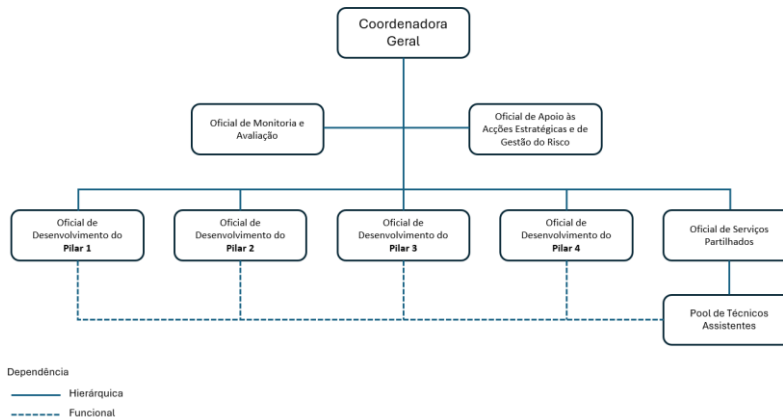 Coordenadora
Geral
Oficial de Monitoria e
Avaliação
Oficial de Apoio às
Acções Estratégicas e de
Gestão do Risco
Oficial de
Desenvolvimento do
Pilar 1
Oficial de
Desenvolvimento do
Pilar 2
Oficial de
Desenvolvimento do
Pilar 3
Oficial de
Desenvolvimento do
Pilar 4
Oficial de Serviços
Partilhados
Pool de Técnicos
Assistentes
Dependência
Hierárquica
Funcional